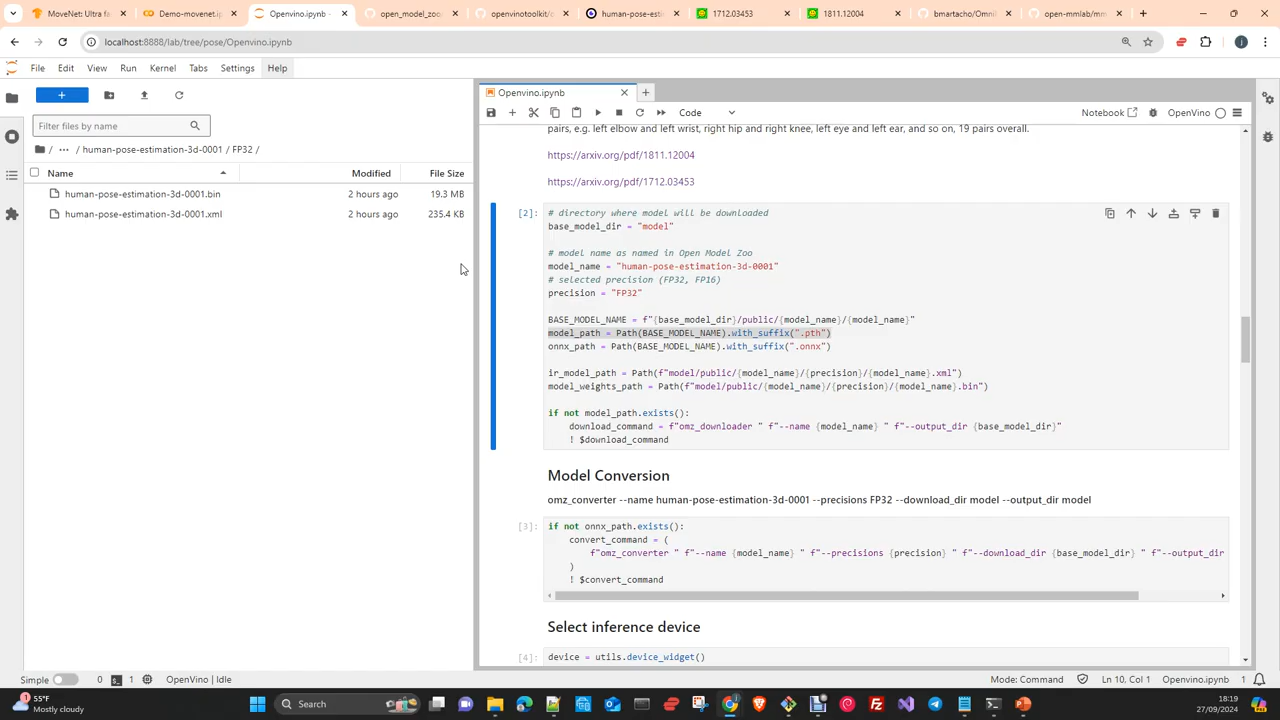 MoveNet: Ultra fa
Demo-movenet.ip
Openvino.ipynb
open_model_zoo
openvinotoolkit/o
human-pose-esti
1712.03453
1811.12004
bmartacho/Omnil
open-mmlab/mm
localhost:8888/lab/tree/pose/Openvino.ipynb
File Edit View Run Kernel Tabs Settings Help
Openvino.ipynb
Code
Notebook
OpenVino
Filter files by name
/ ··· / human-pose-estimation-3d-0001 / FP32 /
Name Modified File Size
human-pose-estimation-3d-0001.bin 2 hours ago 19.3 MB
human-pose-estimation-3d-0001.xml 2 hours ago 235.4 KB
pairs, e.g. left elbow and left wrist, right hip and right knee, left eye and left ear, and so on, 19 pairs overall.
https://arxiv.org/pdf/1811.12004
https://arxiv.org/pdf/1712.03453
[2]:
# directory where model will be downloaded
base_model_dir = "model"
# model name as named in Open Model Zoo
model_name = "human-pose-estimation-3d-0001"
# selected precision (FP32, FP16)
precision = "FP32"
BASE_MODEL_NAME = f"{base_model_dir}/public/{model_name}/{model_name}"
model_path = Path(BASE_MODEL_NAME).with_suffix(".pth")
onnx_path = Path(BASE_MODEL_NAME).with_suffix(".onnx")
ir_model_path = Path(f"model/public/{model_name}/{precision}/{model_name}.xml")
model_weights_path = Path(f"model/public/{model_name}/{precision}/{model_name}.bin")
if not model_path.exists():
download_command = f"omz_downloader " f"--name {model_name} " f"--output_dir {base_model_dir}"
! $download_command
Model Conversion
omz_converter --name human-pose-estimation-3d-0001 --precisions FP32 --download_dir model --output_dir model
[3]:
if not onnx_path.exists():
convert_command = (
f"omz_converter " f"--name {model_name} " f"--precisions {precision} " f"--download_dir {base_model_dir} " f"--output_dir
)
! $convert_command
Select inference device
[4]:
device = utils.device_widget()
Simple 0 1 OpenVino | Idle
Mode: Command Ln 10, Col 1 Openvino.ipynb 1
55°F
Mostly cloudy
Search
18:19
27/09/2024